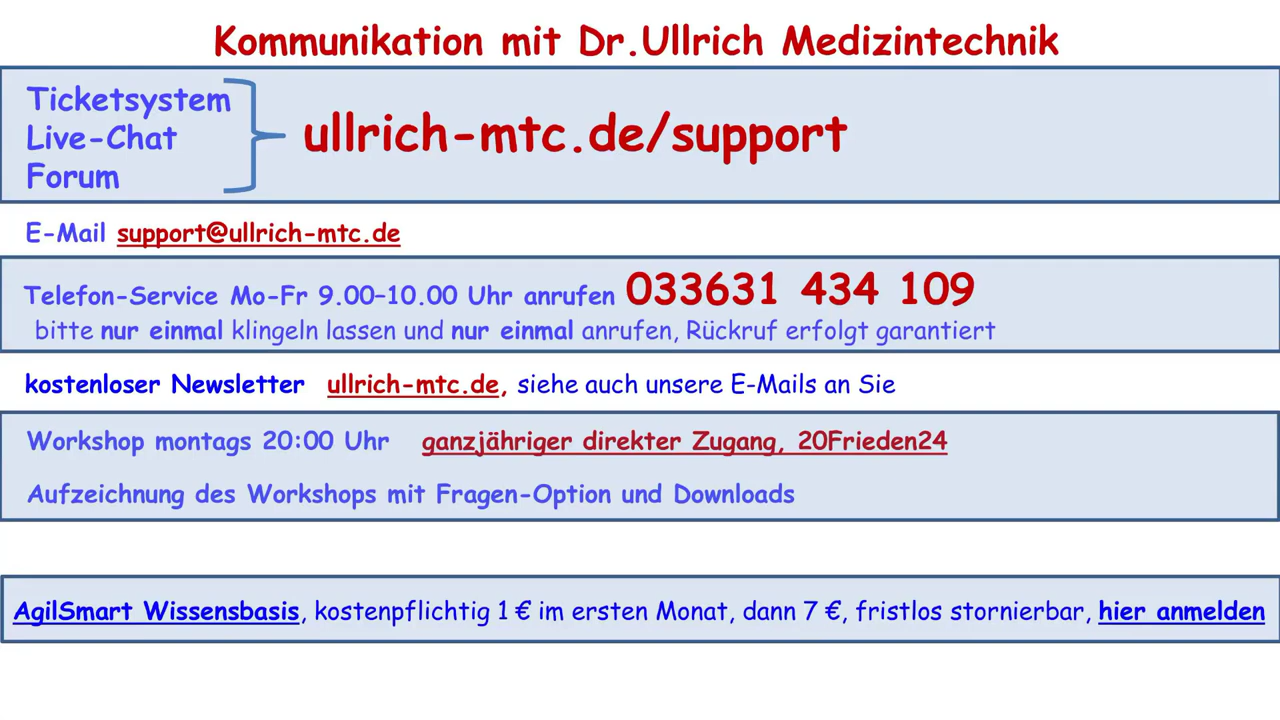 Kommunikation mit Dr.Ullrich Medizintechnik
Ticketsystem
Live-Chat
Forum
ullrich-mtc.de/support
E-Mail support@ullrich-mtc.de
Telefon-Service Mo-Fr 9.00–10.00 Uhr anrufen 033631 434 109
bitte nur einmal klingeln lassen und nur einmal anrufen, Rückruf erfolgt garantiert
kostenloser Newsletter ullrich-mtc.de, siehe auch unsere E-Mails an Sie
Workshop montags 20:00 Uhr ganzjähriger direkter Zugang, 20Frieden24
Aufzeichnung des Workshops mit Fragen-Option und Downloads
AgilSmart Wissensbasis, kostenpflichtig 1 € im ersten Monat, dann 7 €, fristlos stornierbar, hier anmelden